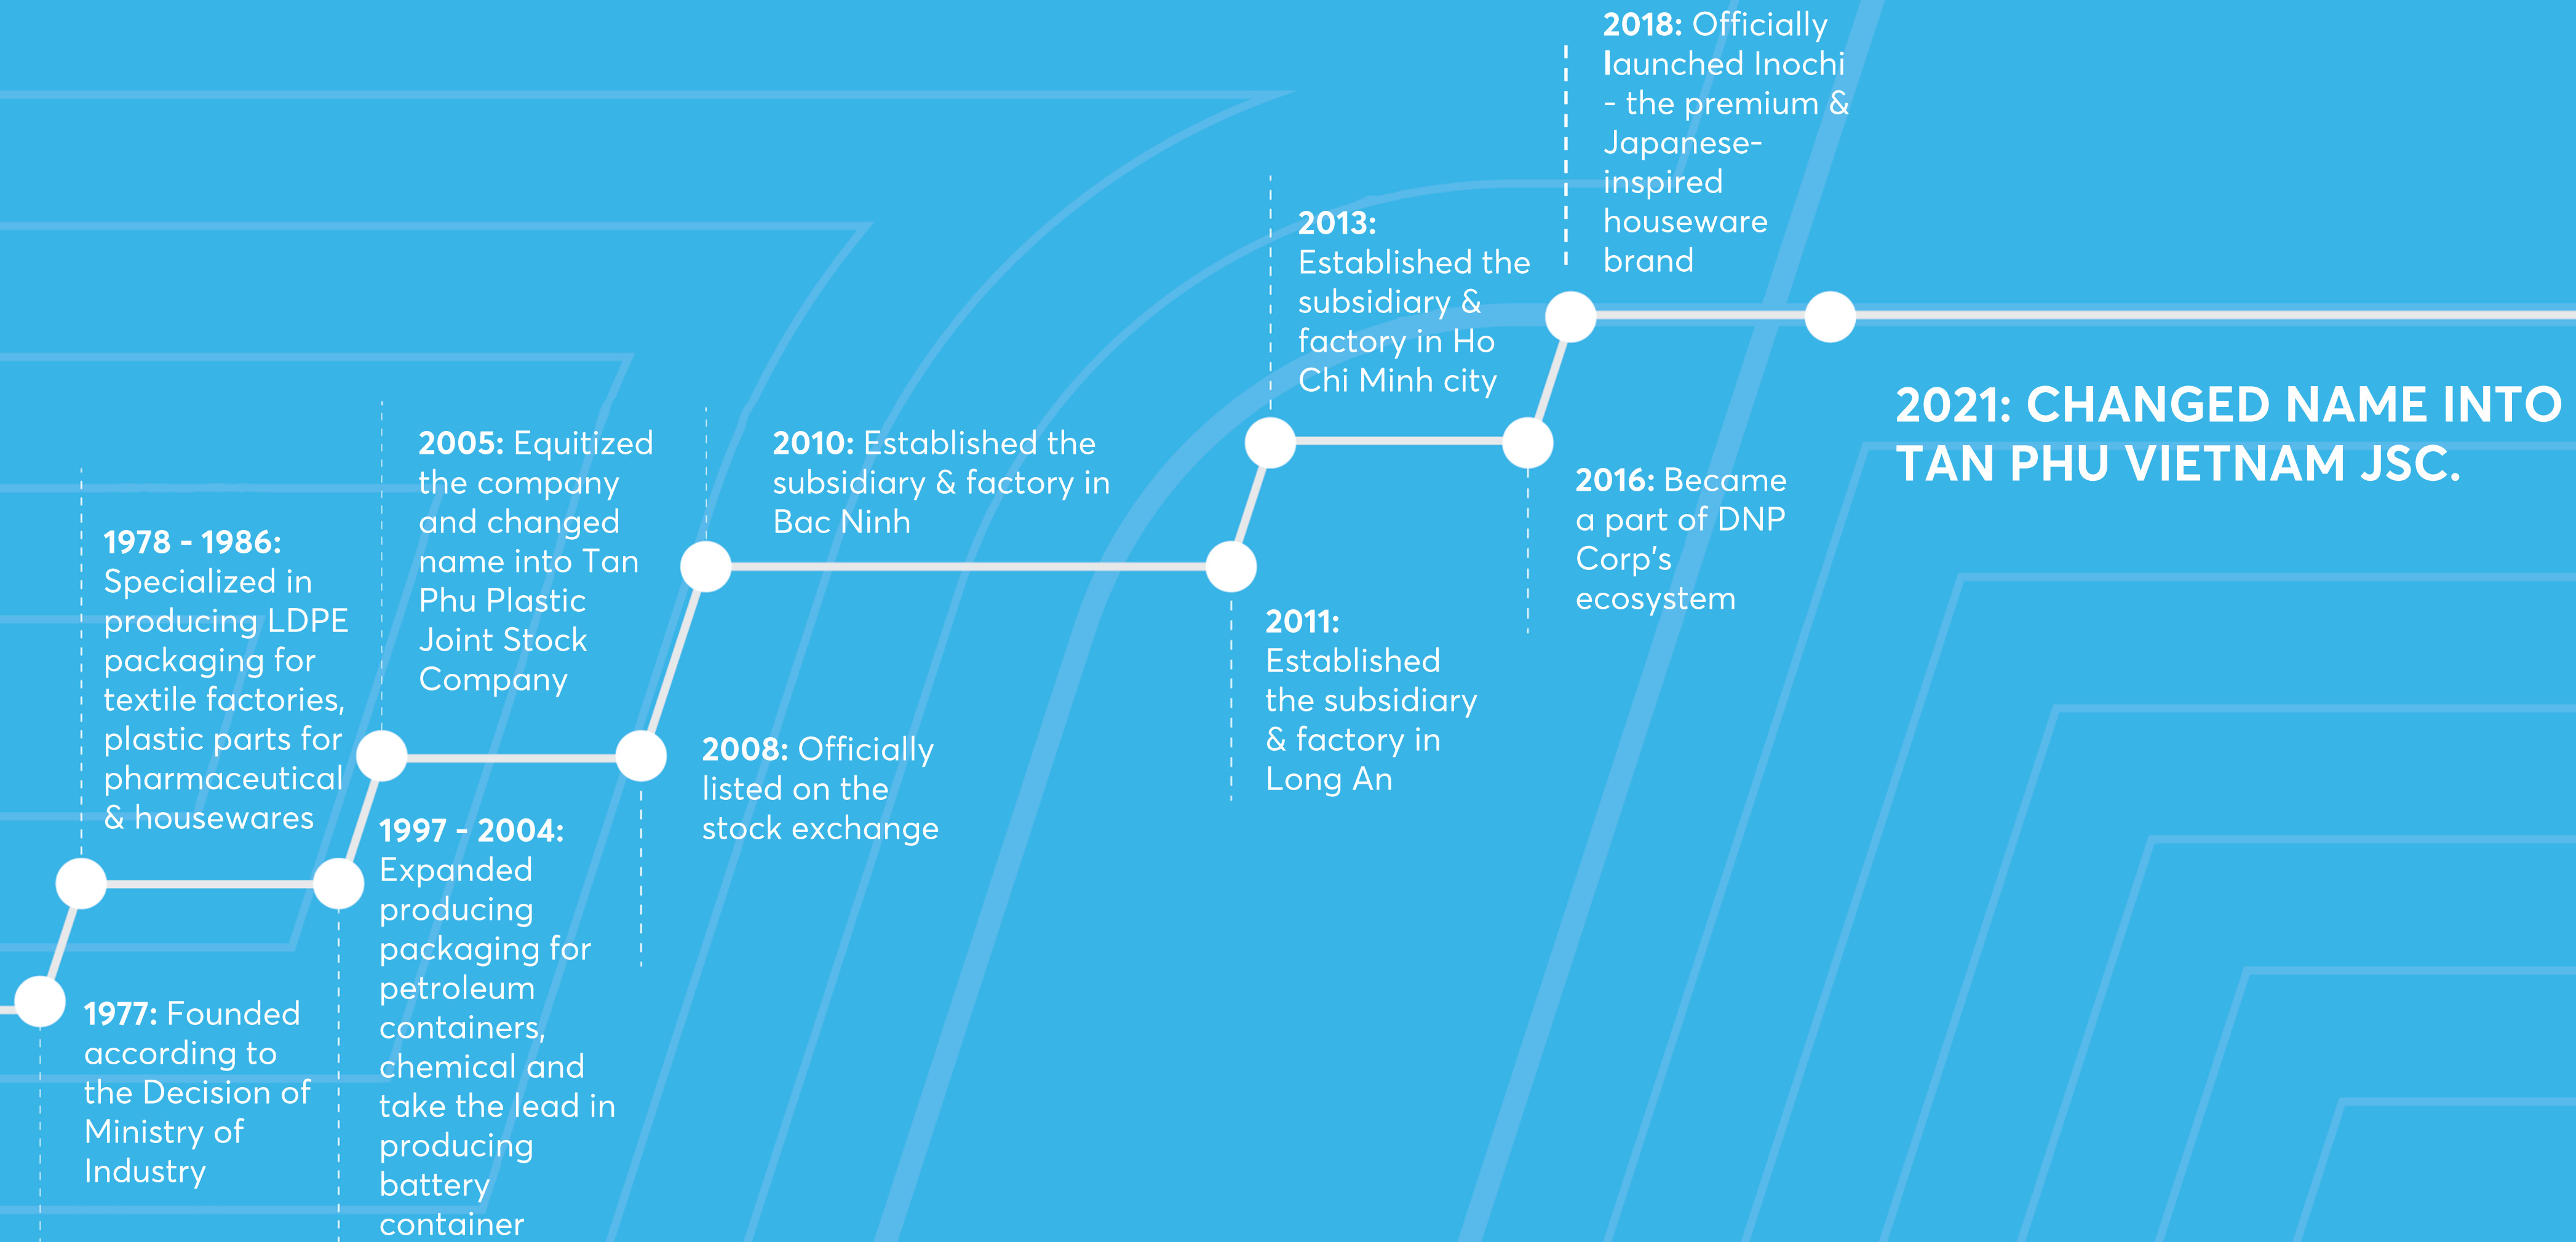 1977: Founded
according to
the Decision of
Ministry of
Industry
1978 - 1986:
Specialized in
producing LDPE
packaging for
textile factories,
plastic parts for
pharmaceutical
& housewares
1997 - 2004:
Expanded
producing
packaging for
petroleum
containers,
chemical and
take the lead in
producing
battery
container
2005: Equitized
the company
and changed
name into Tan
Phu Plastic
Joint Stock
Company
2008: Officially
listed on the
stock exchange
2010: Established the
subsidiary & factory in
Bac Ninh
2011:
Established
the subsidiary
& factory in
Long An
2013:
Established the
subsidiary &
factory in Ho
Chi Minh city
2016: Became
a part of DNP
Corp's
ecosystem
2018: Officially
launched Inochi
- the premium &
Japanese-
inspired
houseware
brand
2021: CHANGED NAME INTO
TAN PHU VIETNAM JSC.